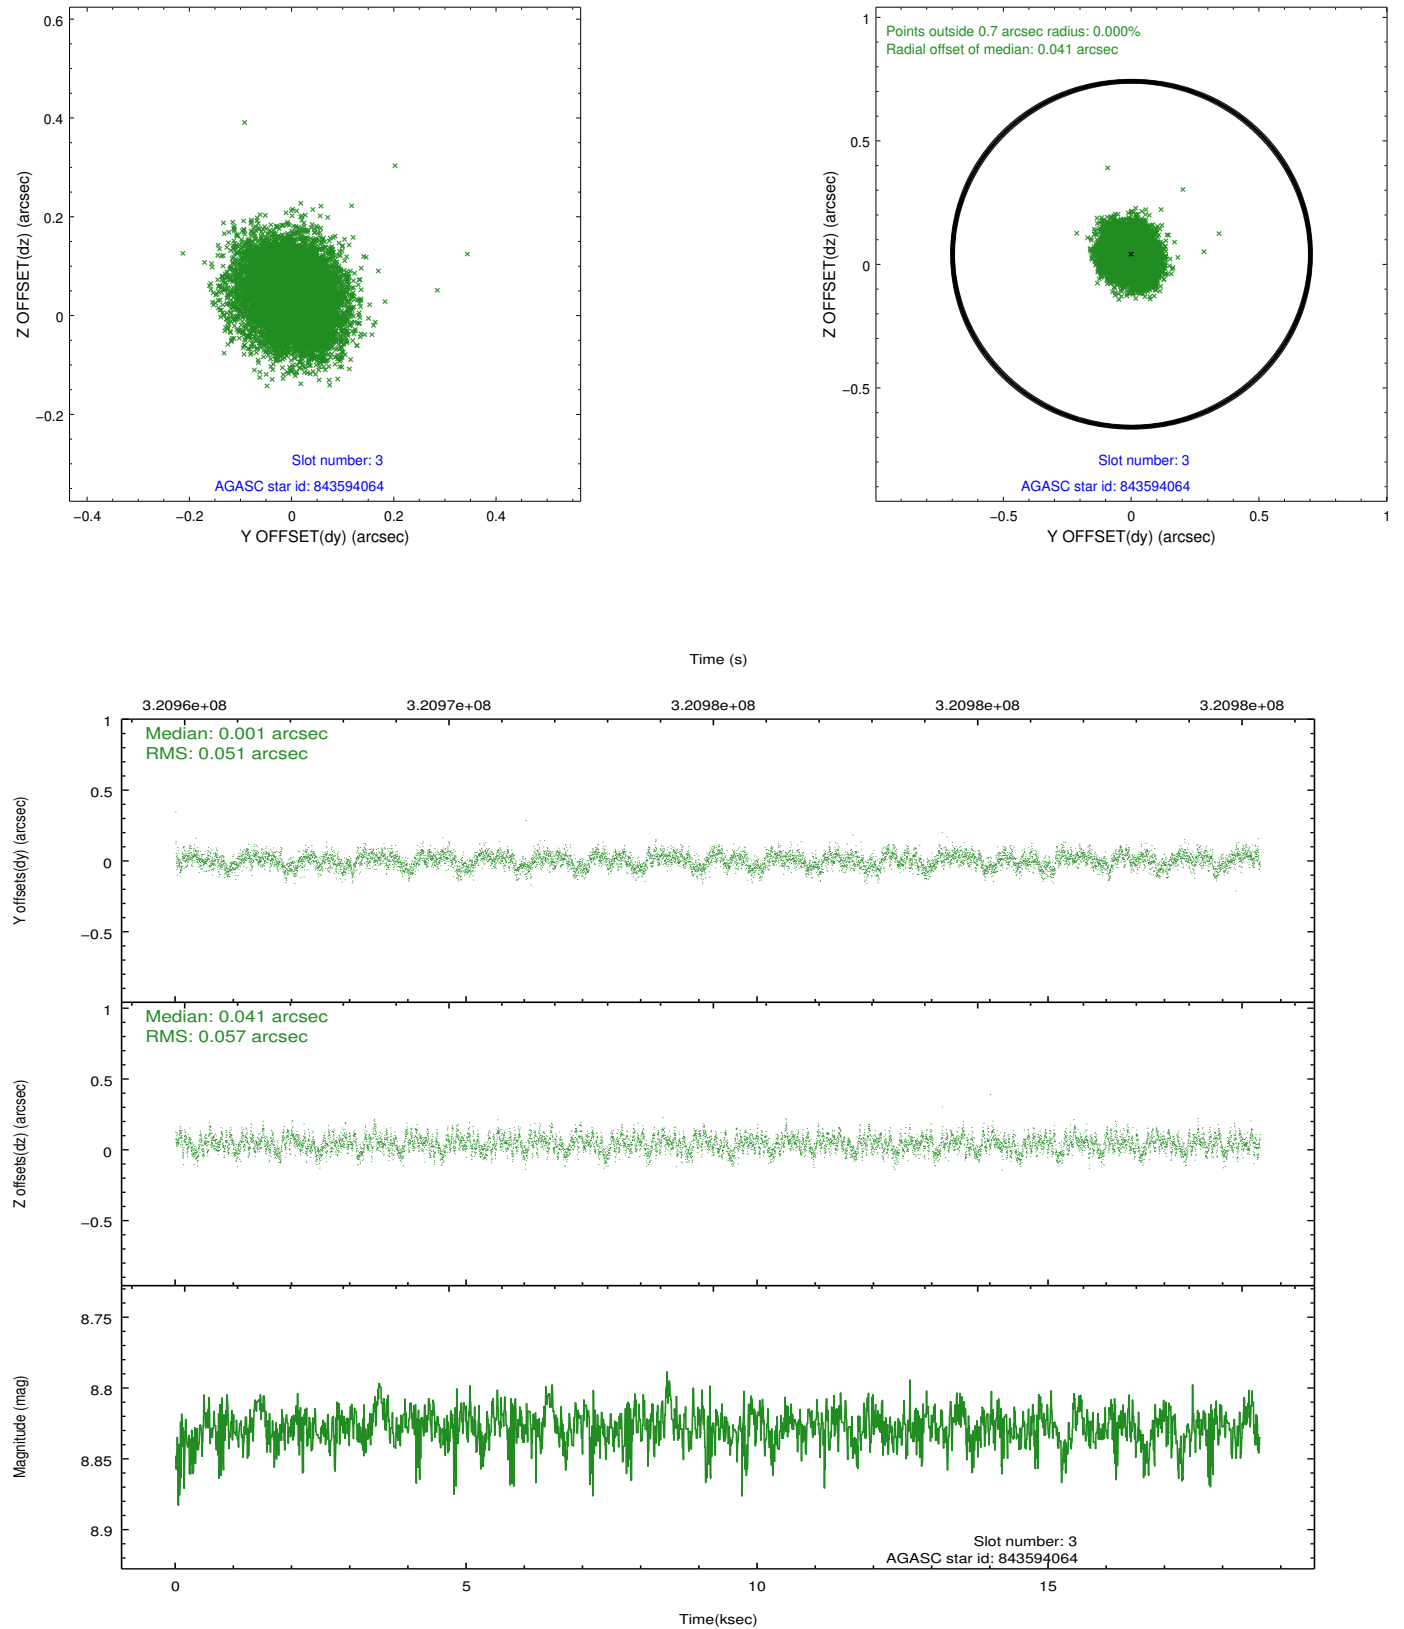 0.6
0.4
0.2
0
−0.2
Z OFFSET(dz) (arcsec)
Slot number: 3
AGASC star id: 843594064
−0.4 −0.2 0 0.2 0.4
Y OFFSET(dy) (arcsec)
Points outside 0.7 arcsec radius: 0.000%
Radial offset of median: 0.041 arcsec
1
0.5
0
−0.5
Z OFFSET(dz) (arcsec)
Slot number: 3
AGASC star id: 843594064
−0.5 0 0.5 1
Y OFFSET(dy) (arcsec)
Time (s)
3.2096e+08 3.2097e+08 3.2098e+08 3.2098e+08 3.2098e+08
Median: 0.001 arcsec
RMS: 0.051 arcsec
1
0.5
0
−0.5
Y offsets(dy) (arcsec)
Median: 0.041 arcsec
RMS: 0.057 arcsec
1
0.5
0
−0.5
Z offsets(dz) (arcsec)
8.75
8.8
8.85
8.9
Magnitude (mag)
Slot number: 3
AGASC star id: 843594064
0 5 10 15
Time(ksec)